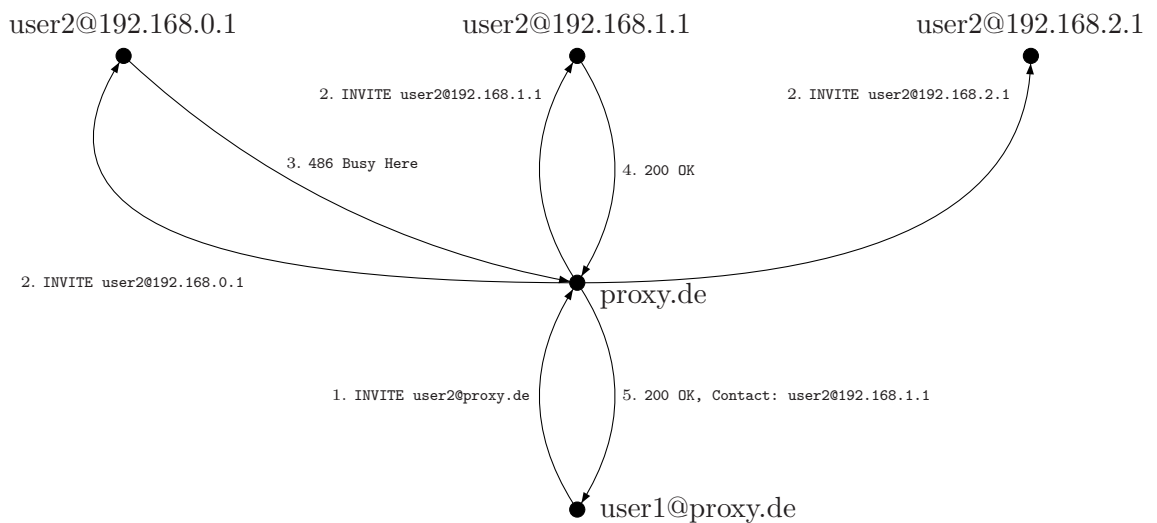 user2@192.168.0.1
user2@192.168.1.1
user2@192.168.2.1
2. INVITE user2@192.168.1.1
2. INVITE user2@192.168.2.1
3. 486 Busy Here
4. 200 OK
2. INVITE user2@192.168.0.1
proxy.de
1. INVITE user2@proxy.de
5. 200 OK, Contact: user2@192.168.1.1
user1@proxy.de